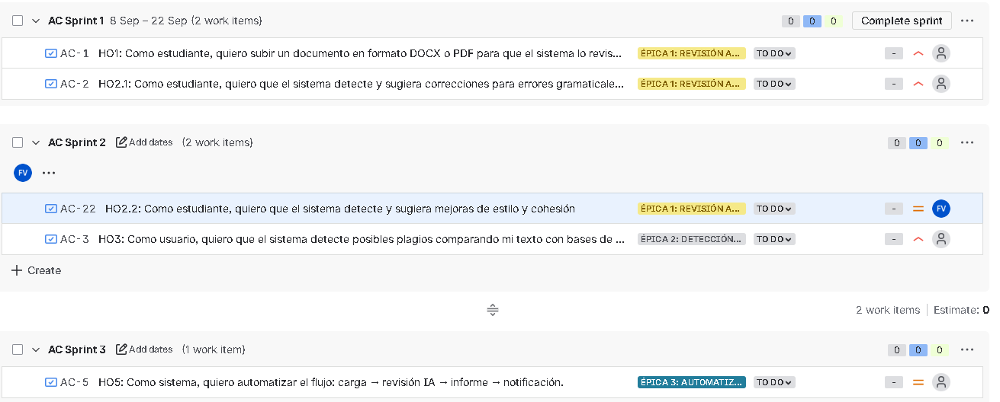 AC Sprint 1 8 Sep – 22 Sep (2 work items) 0 0 0 Complete sprint ...
AC-1 HO1: Como estudiante, quiero subir un documento en formato DOCX o PDF para que el sistema lo revis... ÉPICA 1: REVISIÓN A... TO DO -
AC-2 HO2.1: Como estudiante, quiero que el sistema detecte y sugiera correcciones para errores gramaticale... ÉPICA 1: REVISIÓN A... TO DO -
AC Sprint 2 Add dates (2 work items) 0 0 0 ...
FV ...
AC-22 HO2.2: Como estudiante, quiero que el sistema detecte y sugiera mejoras de estilo y cohesión ÉPICA 1: REVISIÓN A... TO DO - FV
AC-3 HO3: Como usuario, quiero que el sistema detecte posibles plagios comparando mi texto con bases de ... ÉPICA 2: DETECCIÓN... TO DO -
+ Create
2 work items | Estimate: 0
AC Sprint 3 Add dates (1 work item) 0 0 0 ...
AC-5 HO5: Como sistema, quiero automatizar el flujo: carga → revisión IA → informe → notificación. ÉPICA 3: AUTOMATIZ... TO DO -